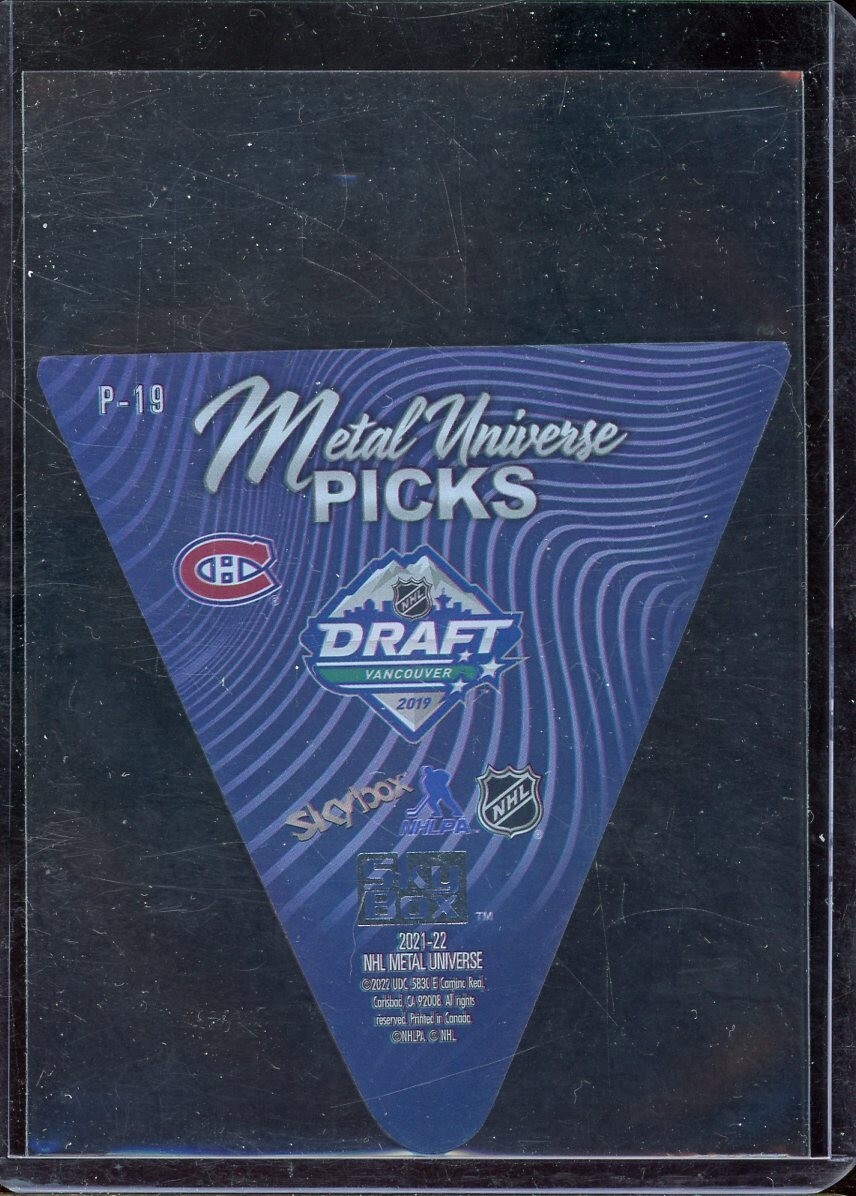 P-19
Metal Universe
PICKS
CH
NHL
DRAFT
VANCOUVER
2019
Skybox
NHLPA
NHL
Sky
Box
TM
2021-22
NHL METAL UNIVERSE
©2022 UDC, 5830 E Camino Real,
Carlsbad, CA 92008. All rights
reserved. Printed in Canada.
©NHLPA © NHL